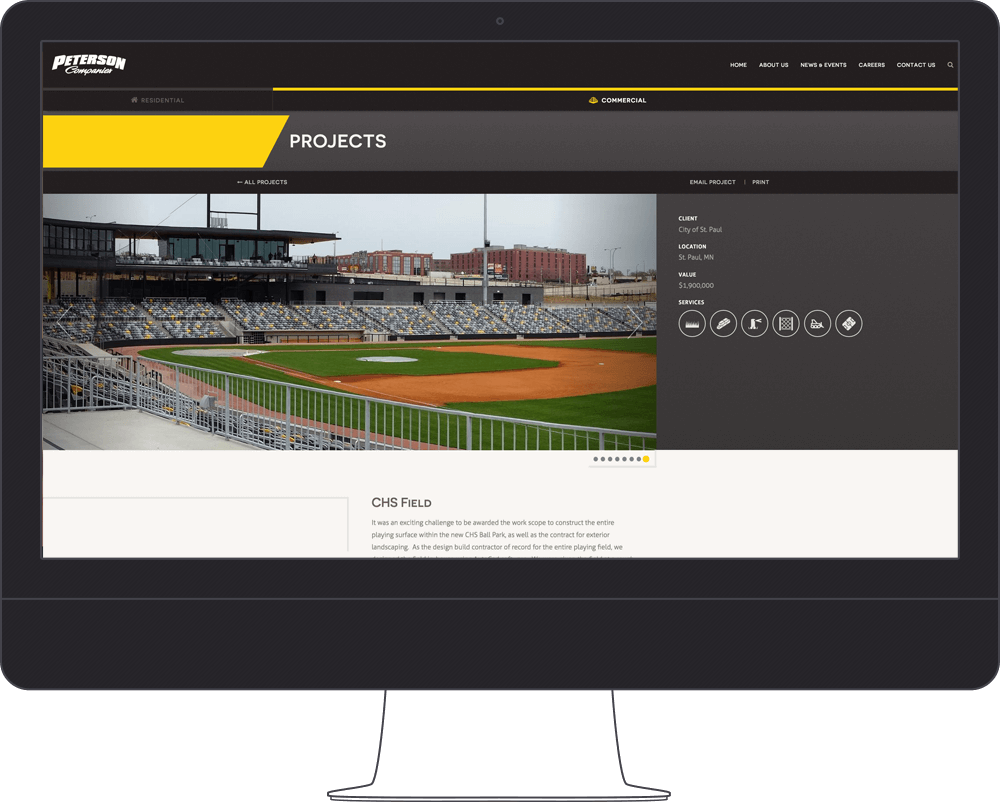 PETERSON
Companies
HOME ABOUT US NEWS & EVENTS CAREERS CONTACT US
RESIDENTIAL
COMMERCIAL
PROJECTS
← ALL PROJECTS
EMAIL PROJECT | PRINT
CLIENT
City of St. Paul
LOCATION
St. Paul, MN
VALUE
$1,900,000
SERVICES
CHS Field
It was an exciting challenge to be awarded the work scope to construct the entire
playing surface within the new CHS Ball Park, as well as the contract for exterior
landscaping. As the design build contractor of record for the entire playing field, we